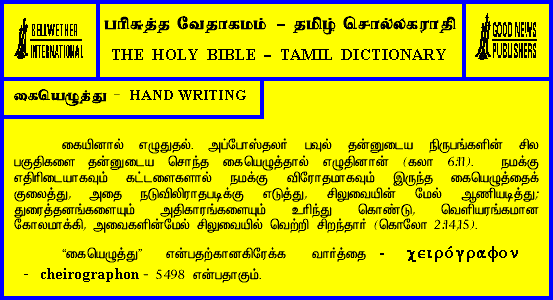 BELLWETHER
INTERNATIONAL
பரிசுத்த வேதாகமம் - தமிழ் சொல்லகராதி
THE HOLY BIBLE - TAMIL DICTIONARY
GOOD NEWS
PUBLISHERS
கையெழுத்து - HAND WRITING
கையினால் எழுதுதல். அப்போஸ்தலர் பவுல் தன்னுடைய நிருபங்களின் சில
பகுதிகளை தன்னுடைய சொந்த கையெழுத்தால் எழுதினான் (கலா 6:11). நமக்கு
எதிரிடையாகவும் கட்டளைகளால் நமக்கு விரோதமாகவும் இருந்த கையெழுத்தைக்
குலைத்து, அதை நடுவிலிராதபடிக்கு எடுத்து, சிலுவையின் மேல் ஆணியடித்து;
துரைத்தனங்களையும் அதிகாரங்களையும் உரிந்து கொண்டு, வெளியரங்கமான
கோலமாக்கி, அவைகளின்மேல் சிலுவையில் வெற்றி சிறந்தார் (கொலோ 2:14,15).
“கையெழுத்து” என்பதற்கானகிரேக்க வார்த்தை - χειρόγραφον
- cheirographon - 5498 என்பதாகும்.